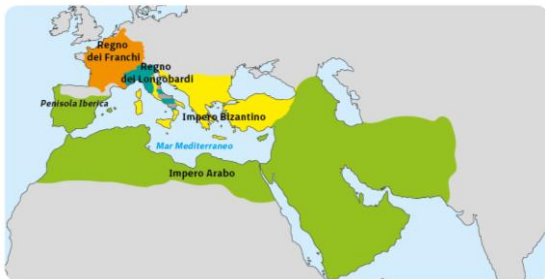 Regno
dei Franchi
Regno
dei Longobardi
Penisola Iberica
Impero Bizantino
Mar Mediterraneo
Impero Arabo